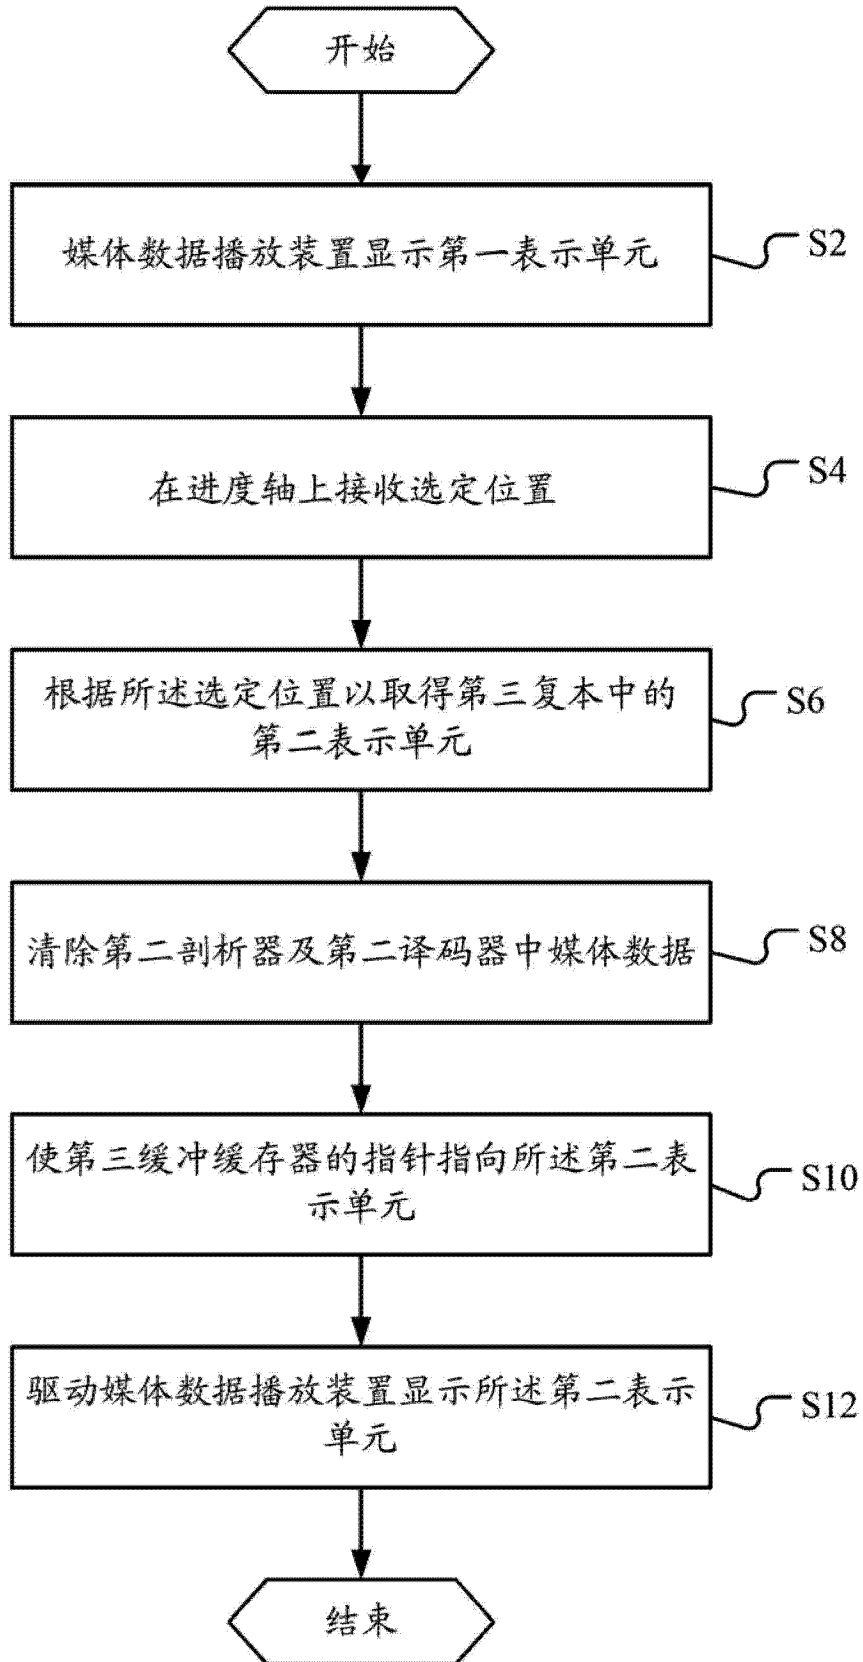 开始
媒体数据播放装置显示第一表示单元
S2
在进度轴上接收选定位置
S4
根据所述选定位置以取得第三复本中的
第二表示单元
S6
清除第二剖析器及第二译码器中媒体数据
S8
使第三缓冲缓存器的指针指向所述第二表
示单元
S10
驱动媒体数据播放装置显示所述第二表示
单元
S12
结束